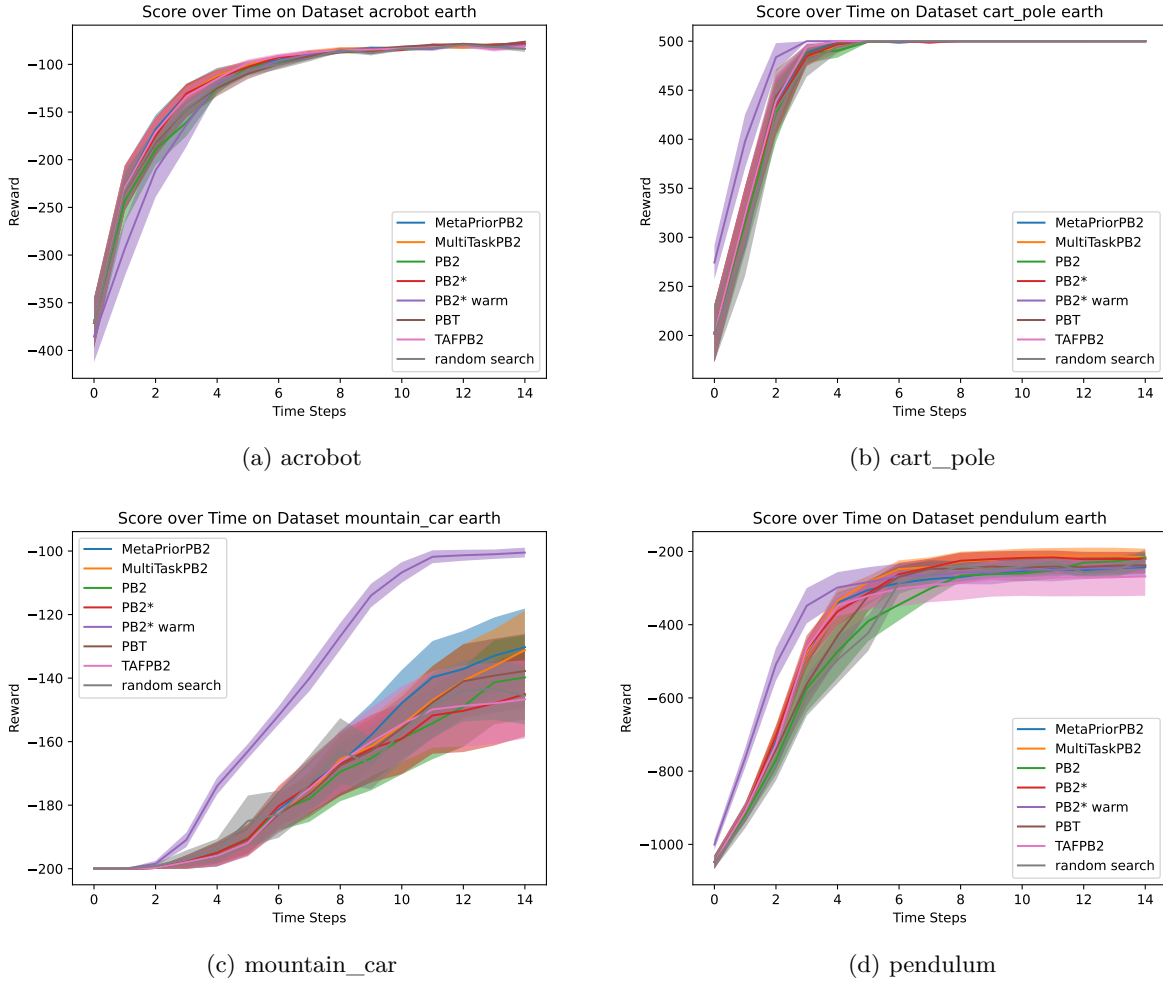 Score over Time on Dataset acrobot earth
Reward
−100
−150
−200
−250
−300
−350
−400
0 2 4 6 8 10 12 14
Time Steps
MetaPriorPB2
MultiTaskPB2
PB2
PB2*
PB2* warm
PBT
TAFPB2
random search
(a) acrobot
Score over Time on Dataset cart_pole earth
Reward
500
450
400
350
300
250
200
0 2 4 6 8 10 12 14
Time Steps
MetaPriorPB2
MultiTaskPB2
PB2
PB2*
PB2* warm
PBT
TAFPB2
random search
(b) cart_pole
Score over Time on Dataset mountain_car earth
Reward
−100
−120
−140
−160
−180
−200
0 2 4 6 8 10 12 14
Time Steps
MetaPriorPB2
MultiTaskPB2
PB2
PB2*
PB2* warm
PBT
TAFPB2
random search
(c) mountain_car
Score over Time on Dataset pendulum earth
Reward
−200
−400
−600
−800
−1000
0 2 4 6 8 10 12 14
Time Steps
MetaPriorPB2
MultiTaskPB2
PB2
PB2*
PB2* warm
PBT
TAFPB2
random search
(d) pendulum